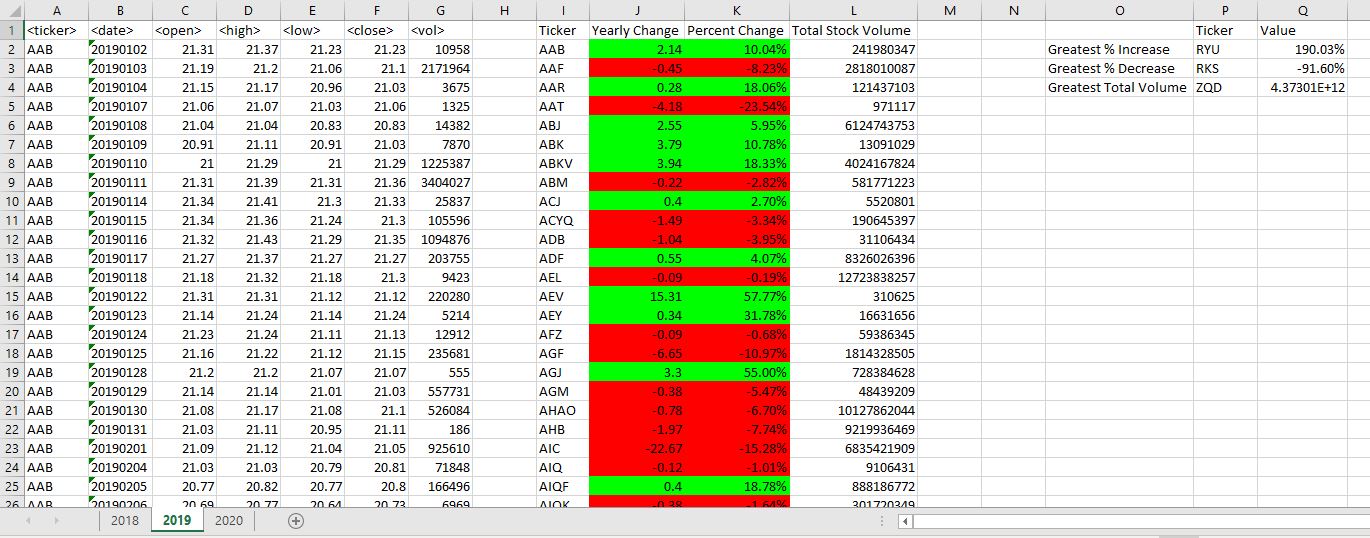 A B C D E F G H I J K L M N O P Q
1 <ticker> <date> <open> <high> <low> <close> <vol> Ticker Yearly Change Percent Change Total Stock Volume Ticker Value
2 AAB 20190102 21.31 21.37 21.23 21.23 10958 AAB 2.14 10.04% 241980347 Greatest % Increase RYU 190.03%
3 AAB 20190103 21.19 21.2 21.06 21.1 2171964 AAF -0.45 -8.23% 2818010087 Greatest % Decrease RKS -91.60%
4 AAB 20190104 21.15 21.17 20.96 21.03 3675 AAR 0.28 18.06% 121437103 Greatest Total Volume ZQD 4.37301E+12
5 AAB 20190107 21.06 21.07 21.03 21.06 1325 AAT -4.18 -23.54% 971117
6 AAB 20190108 21.04 21.04 20.83 20.83 14382 ABJ 2.55 5.95% 6124743753
7 AAB 20190109 20.91 21.11 20.91 21.03 7870 ABK 3.79 10.78% 13091029
8 AAB 20190110 21 21.29 21 21.29 1225387 ABKV 3.94 18.33% 4024167824
9 AAB 20190111 21.31 21.39 21.31 21.36 3404027 ABM -0.22 -2.82% 581771223
10 AAB 20190114 21.34 21.41 21.3 21.33 25837 ACJ 0.4 2.70% 5520801
11 AAB 20190115 21.34 21.36 21.24 21.3 105596 ACYQ -1.49 -3.34% 190645397
12 AAB 20190116 21.32 21.43 21.29 21.35 1094876 ADB -1.04 -3.95% 31106434
13 AAB 20190117 21.27 21.37 21.27 21.27 203755 ADF 0.55 4.07% 8326026396
14 AAB 20190118 21.18 21.32 21.18 21.3 9423 AEL -0.09 -0.19% 12723838257
15 AAB 20190122 21.31 21.31 21.12 21.12 220280 AEV 15.31 57.77% 310625
16 AAB 20190123 21.14 21.24 21.14 21.24 5214 AEY 0.34 31.78% 16631656
17 AAB 20190124 21.23 21.24 21.11 21.13 12912 AFZ -0.09 -0.68% 59386345
18 AAB 20190125 21.16 21.22 21.12 21.15 235681 AGF -6.65 -10.97% 1814328505
19 AAB 20190128 21.2 21.2 21.07 21.07 555 AGJ 3.3 55.00% 728384628
20 AAB 20190129 21.14 21.14 21.01 21.03 557731 AGM -0.38 -5.47% 48439209
21 AAB 20190130 21.08 21.17 21.08 21.1 526084 AHAO -0.78 -6.70% 10127862044
22 AAB 20190131 21.03 21.11 20.95 21.11 186 AHB -1.97 -7.74% 9219936469
23 AAB 20190201 21.09 21.12 21.04 21.05 925610 AIC -22.67 -15.28% 6835421909
24 AAB 20190204 21.03 21.03 20.79 20.81 71848 AIQ -0.12 -1.01% 9106431
25 AAB 20190205 20.77 20.82 20.77 20.8 166496 AIQF 0.4 18.78% 888186772
26 AAB 20190206 20.69 20.77 20.64 20.73 6969 -0.38 -1.64% 301720349
2018 2019 2020